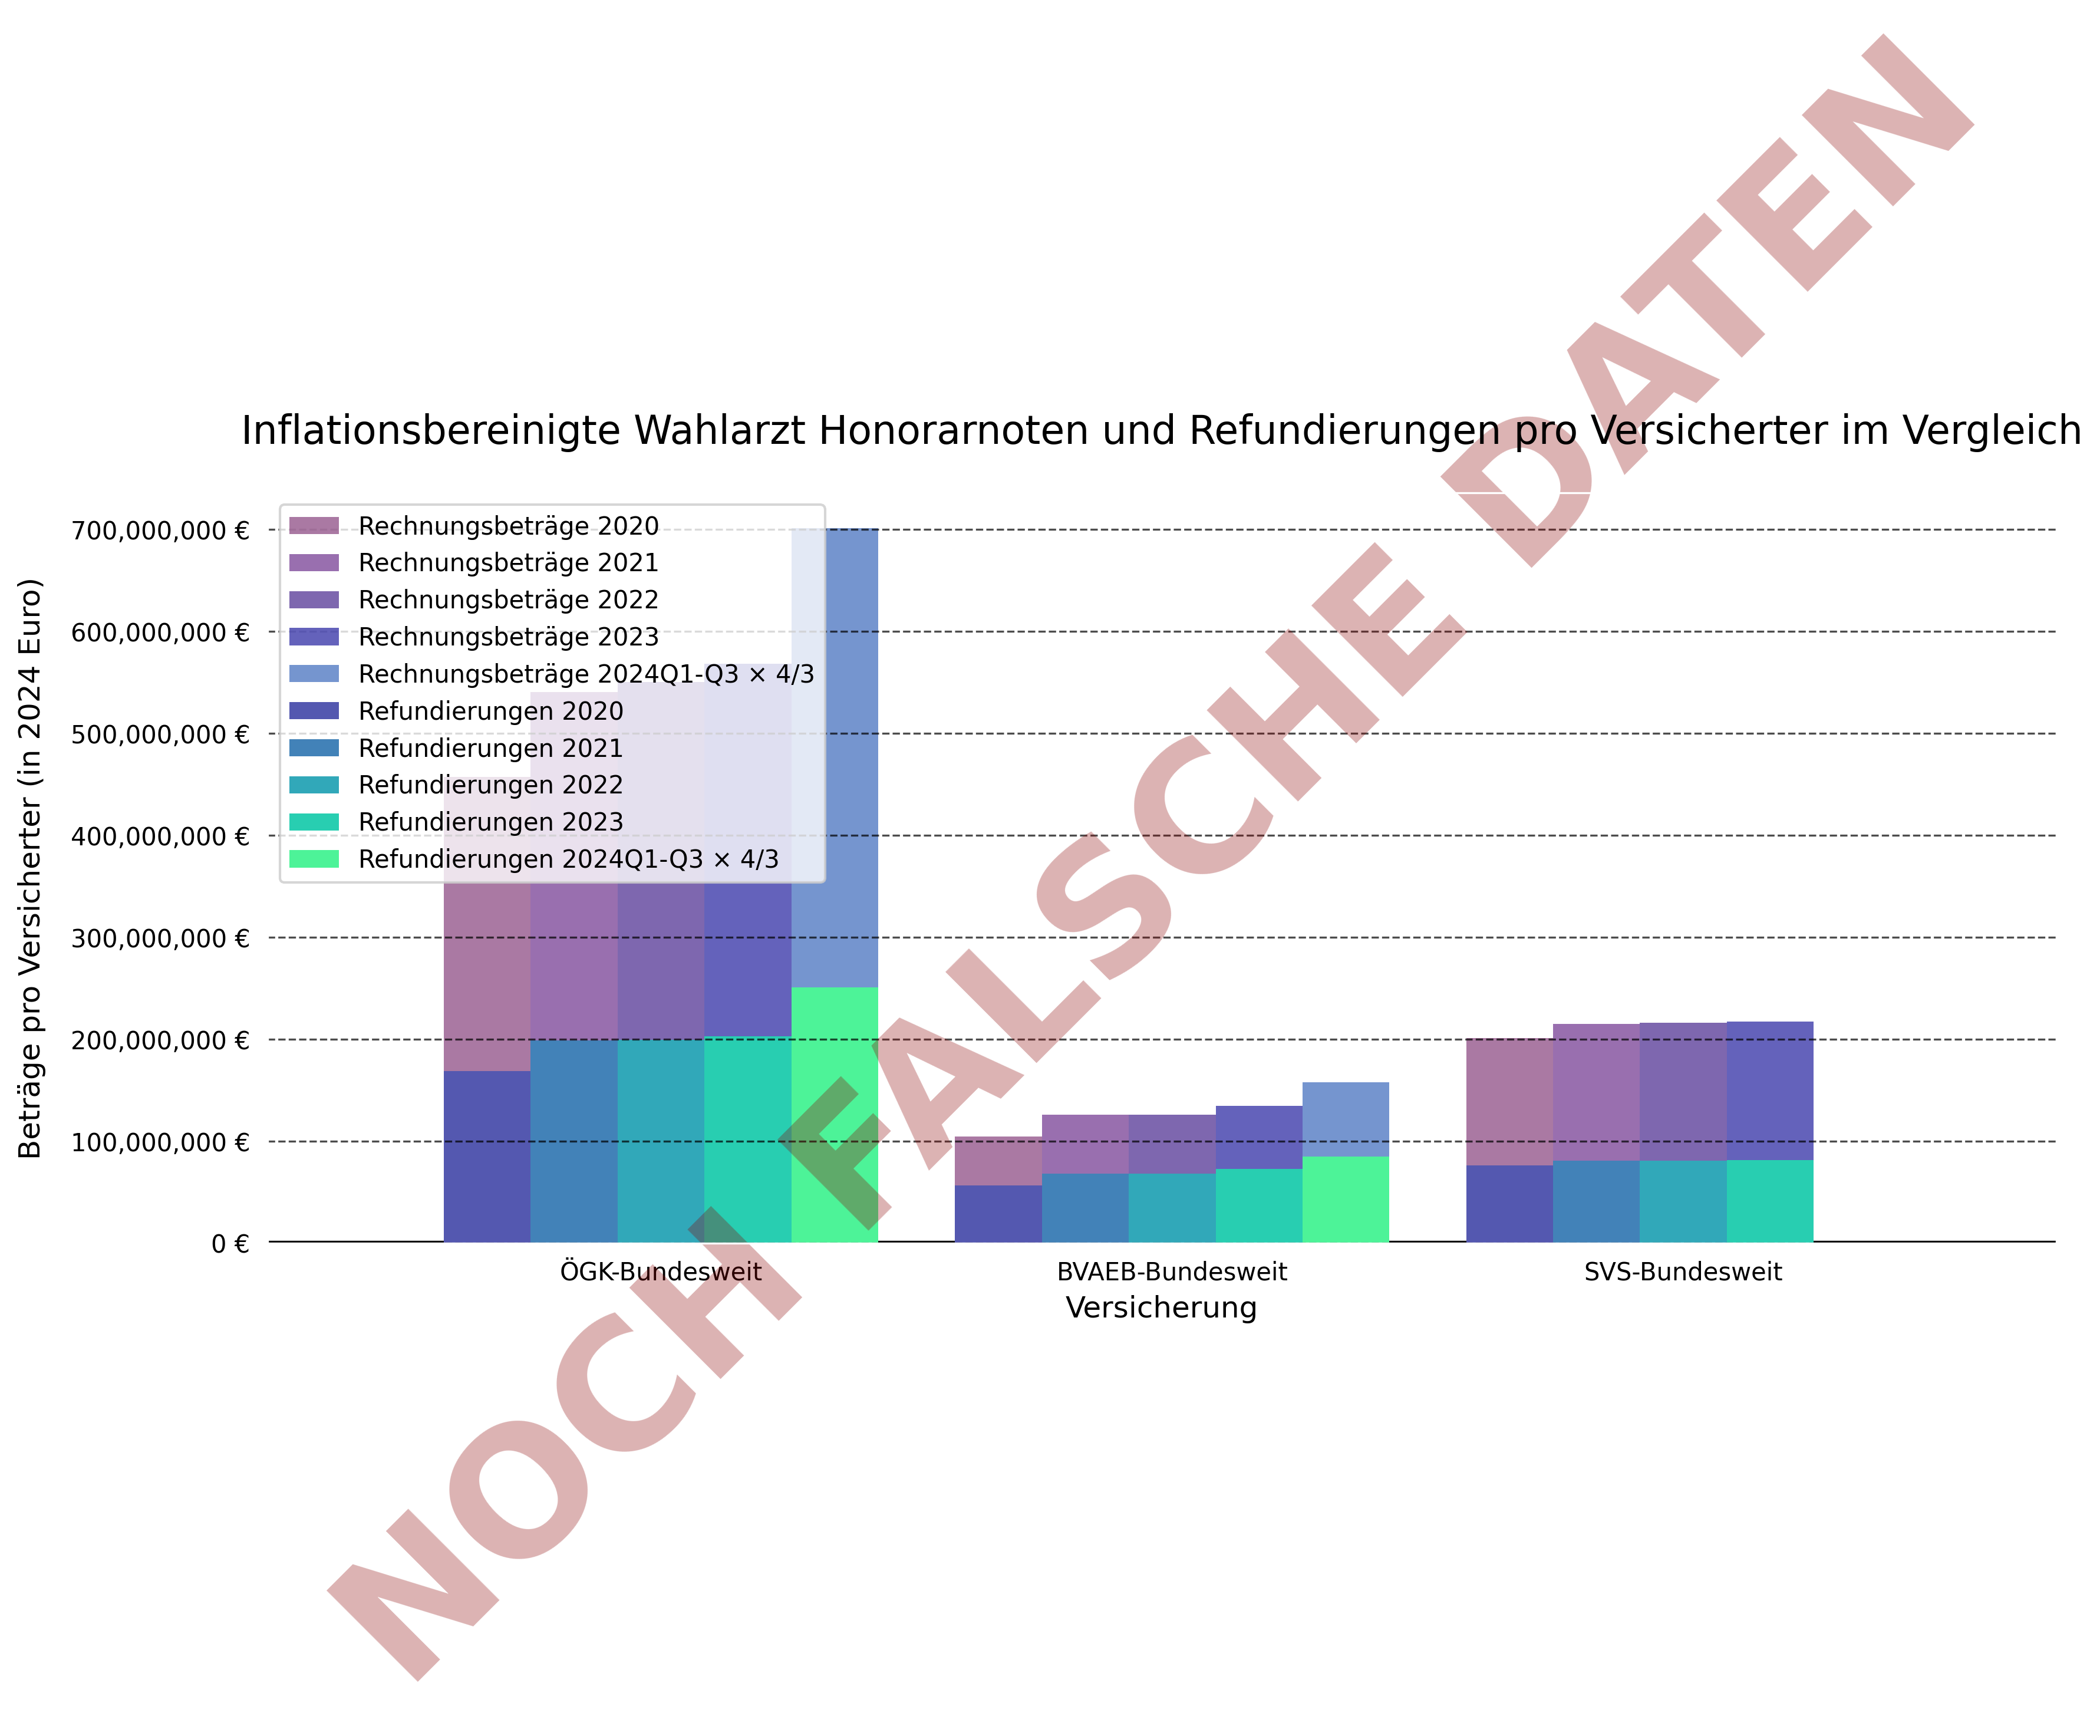 Inflationsbereinigte Wahlarzt Honorarnoten und Refundierungen pro Versicherter im Vergleich
Beträge pro Versicherter (in 2024 Euro)
700,000,000 €
600,000,000 €
500,000,000 €
400,000,000 €
300,000,000 €
200,000,000 €
100,000,000 €
0 €
Rechnungsbeträge 2020
Rechnungsbeträge 2021
Rechnungsbeträge 2022
Rechnungsbeträge 2023
Rechnungsbeträge 2024Q1-Q3 × 4/3
Refundierungen 2020
Refundierungen 2021
Refundierungen 2022
Refundierungen 2023
Refundierungen 2024Q1-Q3 × 4/3
ÖGK-Bundesweit
BVAEB-Bundesweit
SVS-Bundesweit
Versicherung
NOCH FALSCHE DATEN